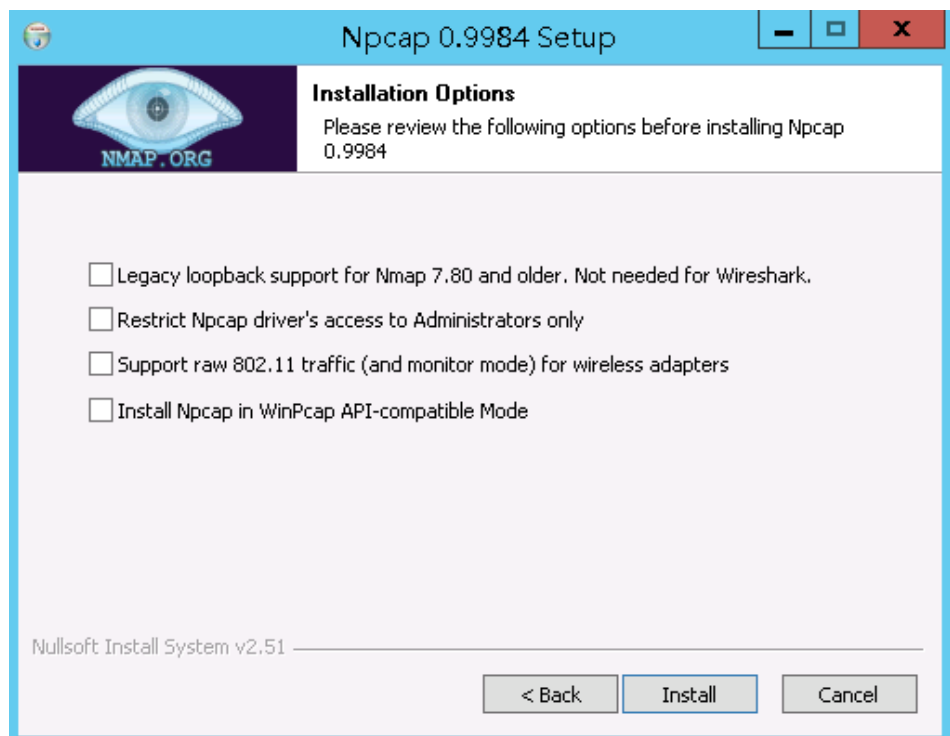 Npcap 0.9984 Setup
NMAP.ORG
Installation Options
Please review the following options before installing Npcap
0.9984
Legacy loopback support for Nmap 7.80 and older. Not needed for Wireshark.
Restrict Npcap driver's access to Administrators only
Support raw 802.11 traffic (and monitor mode) for wireless adapters
Install Npcap in WinPcap API-compatible Mode
Nullsoft Install System v2.51
< Back Install Cancel